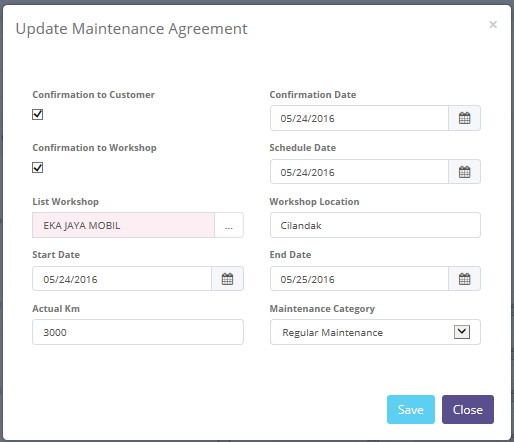 Update Maintenance Agreement
×
Confirmation to Customer
Confirmation Date
05/24/2016
Confirmation to Workshop
Schedule Date
05/24/2016
List Workshop
Workshop Location
EKA JAYA MOBIL ...
Cilandak
Start Date
End Date
05/24/2016
05/25/2016
Actual Km
Maintenance Category
3000
Regular Maintenance
Save
Close